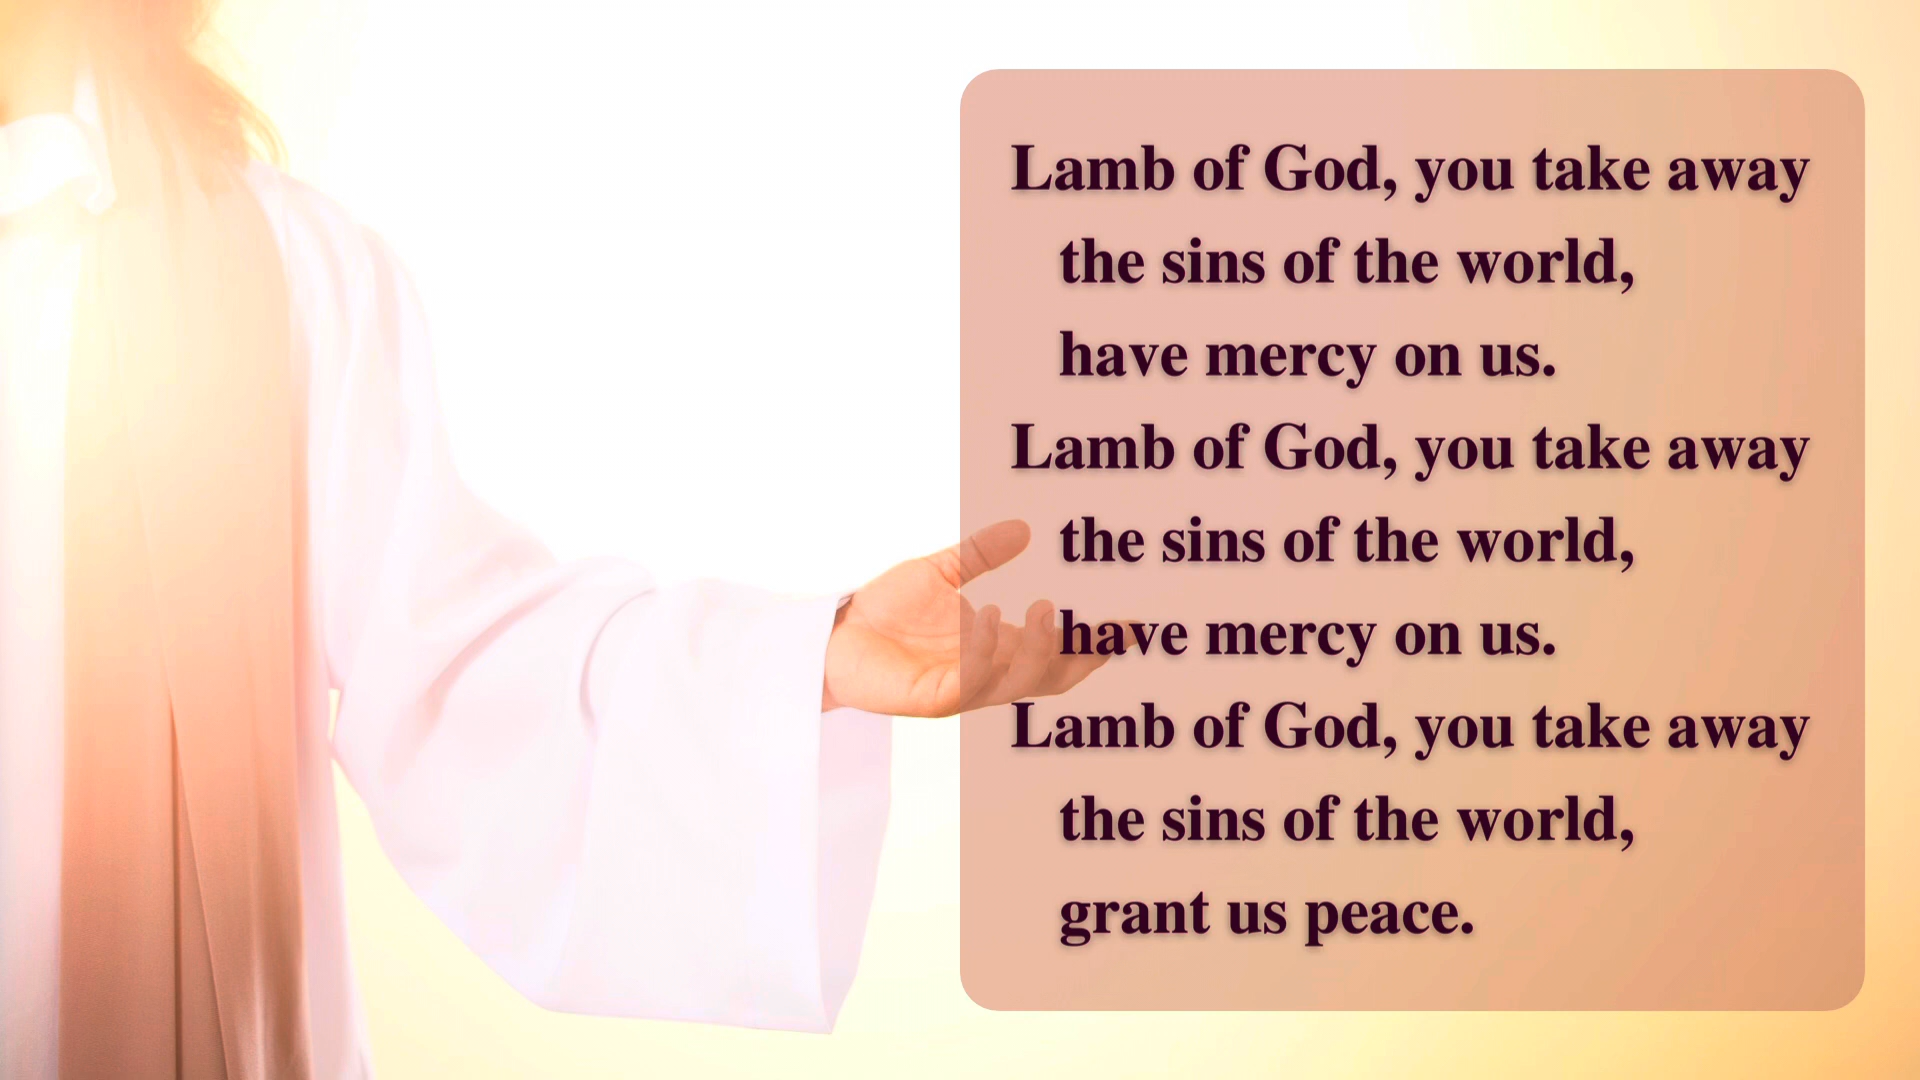 Lamb of God, you take away
the sins of the world,
have mercy on us.
Lamb of God, you take away
the sins of the world,
have mercy on us.
Lamb of God, you take away
the sins of the world,
grant us peace.